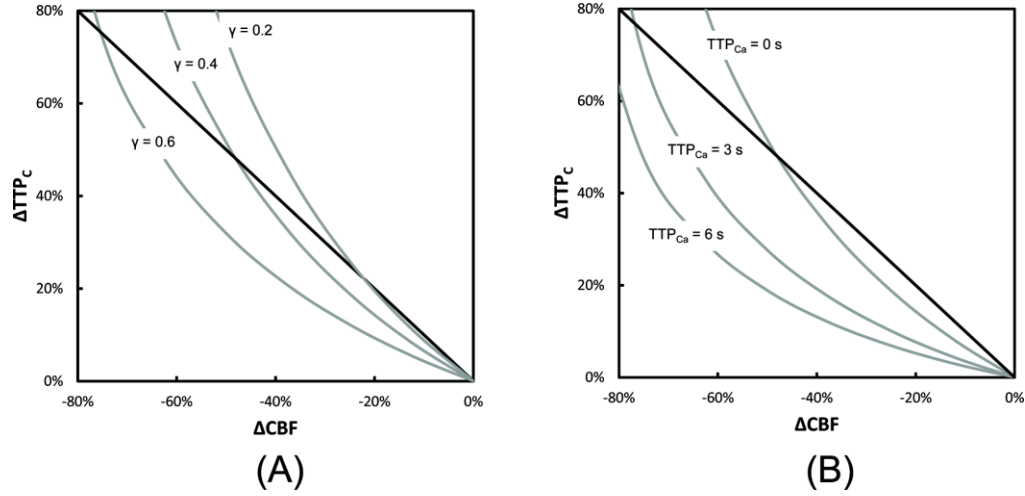 80%
60%
40%
20%
0%
ΔTTPC
γ = 0.2
γ = 0.4
γ = 0.6
-80%
-60%
-40%
-20%
0%
ΔCBF
(A)
80%
60%
40%
20%
0%
ΔTTPC
TTPCa = 0 s
TTPCa = 3 s
TTPCa = 6 s
-80%
-60%
-40%
-20%
0%
ΔCBF
(B)